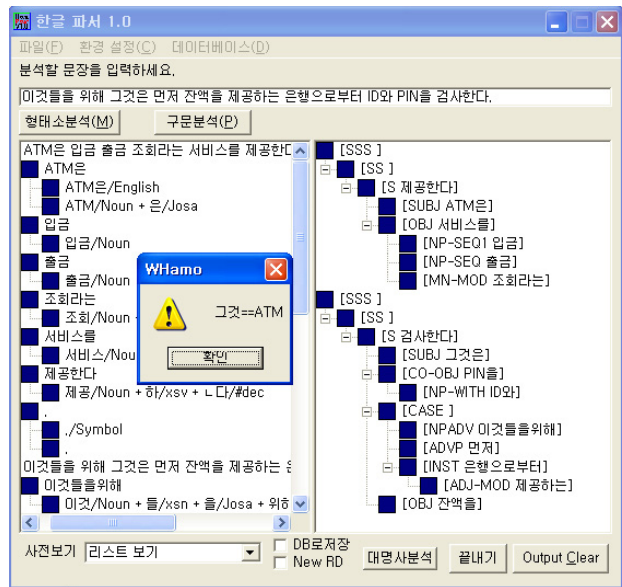 한글 파서 1.0
파일(F) 환경 설정(C) 데이터베이스(D)
분석할 문장을 입력하세요.
이것들을 위해 그것은 먼저 잔액을 제공하는 은행으로부터 ID와 PIN을 검사한다.
형태소분석(M) 구문분석(P)
ATM은 입금 출금 조회라는 서비스를 제공한
ATM은
ATM은/English
ATM/Noun + 은/Josa
입금
입금/Noun
출금
출금/Noun
조회라는
조회/Noun
서비스를
서비스/Nou
제공한다
제공/Noun + 하/xsv + ㄴ다/#dec
.
./Symbol
.
이것들을 위해 그것은 먼저 잔액을 제공하는
이것들을위해
이것/Noun + 들/xsn + 을/Josa + 위하
WHamo
그것==ATM
확인
[SSS ]
[SS ]
[S 제공한다]
[SUBJ ATM은]
[OBJ 서비스를]
[NP-SEQ1 입금]
[NP-SEQ 출금]
[MN-MOD 조회라는]
[SSS ]
[SS ]
[S 검사한다]
[SUBJ 그것은]
[CO-OBJ PIN을]
[NP-WITH ID와]
[CASE ]
[NPADV 이것들을위해]
[ADVP 먼저]
[INST 은행으로부터]
[ADJ-MOD 제공하는]
[OBJ 잔액을]
사전보기 리스트 보기
DB로저장
New RD
대명사분석 끝내기 Output Clear